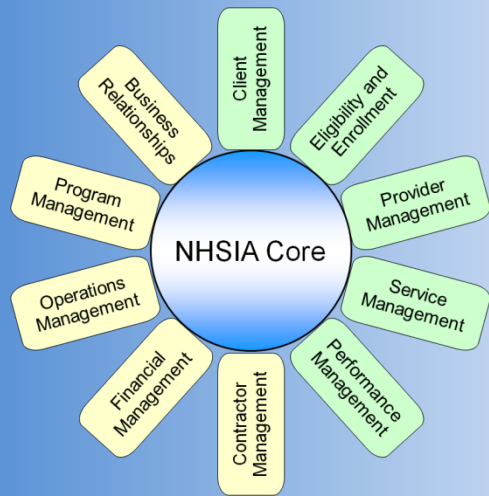 Client
Management
Eligibility and
Enrollment
Provider
Management
Service
Management
Performance
Management
Contractor
Management
Financial
Management
Operations
Management
Program
Management
Business
Relationships
NHSIA Core